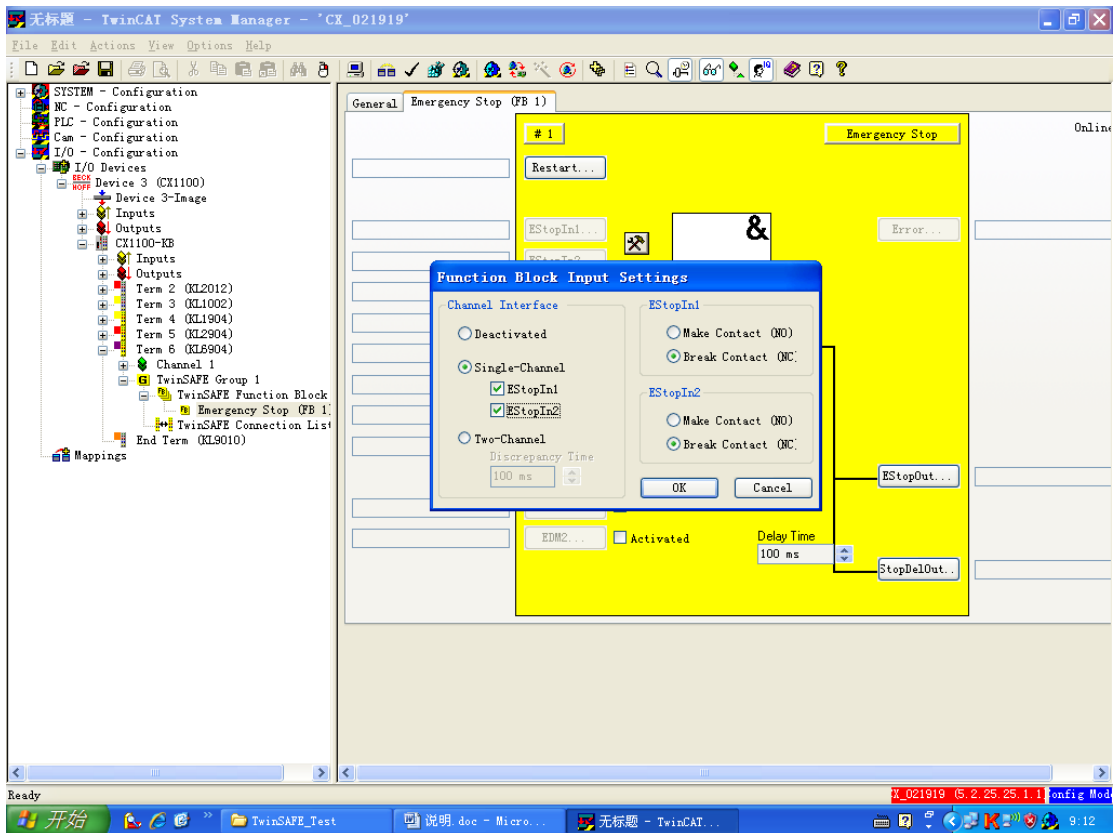 无标题 - TwinCAT System Manager - 'CX_021919'
File Edit Actions View Options Help
SYSTEM - Configuration
NC - Configuration
PLC - Configuration
Cam - Configuration
I/O - Configuration
I/O Devices
BECK
HOFF
Device 3 (CX1100)
Device 3-Image
Inputs
Outputs
CX1100-KB
Inputs
Outputs
Term 2 (KL2012)
Term 3 (KL1002)
Term 4 (KL1904)
Term 5 (KL2904)
Term 6 (KL6904)
Channel 1
G TwinSAFE Group 1
TwinSAFE Function Block
Emergency Stop (FB 1)
TwinSAFE Connection List
End Term (KL9010)
Mappings
General Emergency Stop (FB 1)
# 1
Emergency Stop
Online
Restart...
EStopIn1...
&
Error...
EStopIn2
Function Block Input Settings
Channel Interface
Deactivated
Single-Channel
EStopIn1
EStopIn2
Two-Channel
Discrepancy Time
100 ms
EStopIn1
Make Contact (NO)
Break Contact (NC)
EStopIn2
Make Contact (NO)
Break Contact (NC)
OK
Cancel
EStopOut...
EDM2...
Activated
Delay Time
100 ms
StopDelOut..
Ready
CX_021919 (5.2.25.25.1.1) Config Mod
开始
TwinSAFE_Test
说明.doc - Micro...
无标题 - TwinCAT...
9:12